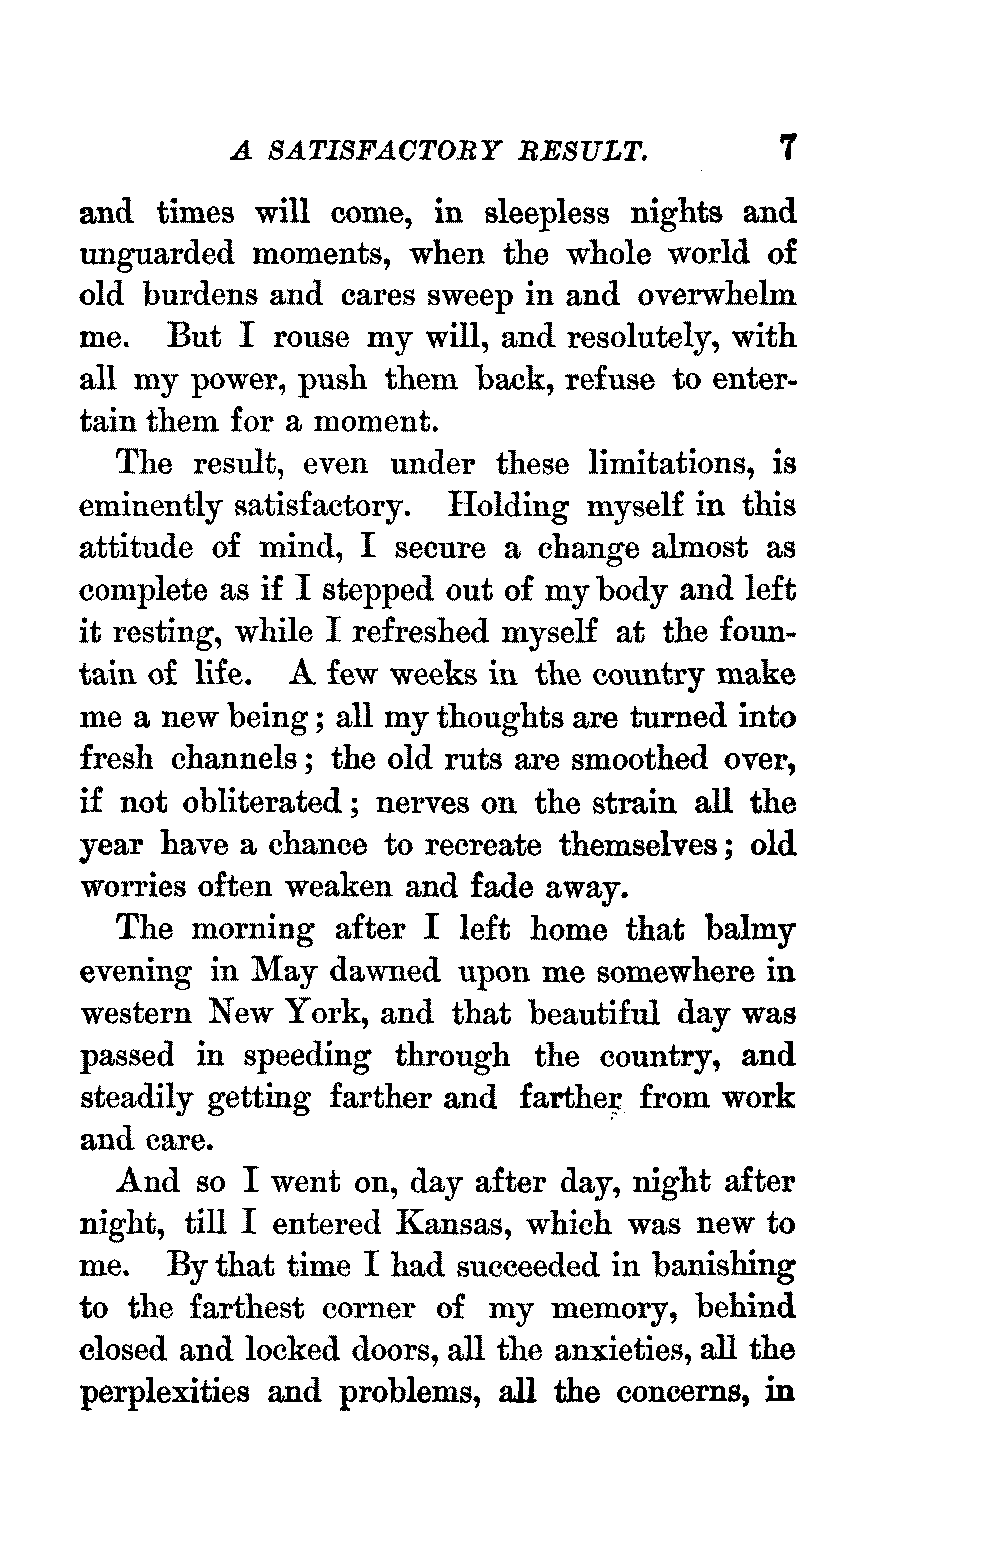 A SATISFACTORY RESULT. 7
and times will come, in sleepless nights and
unguarded moments, when the whole world of
old burdens and cares sweep in and overwhelm
me. But I rouse my will, and resolutely, with
all my power, push them back, refuse to enter-
tain them for a moment.
The result, even under these limitations, is
eminently satisfactory. Holding myself in this
attitude of mind, I secure a change almost as
complete as if I stepped out of my body and left
it resting, while I refreshed myself at the foun-
tain of life. A few weeks in the country make
me a new being; all my thoughts are turned into
fresh channels; the old ruts are smoothed over,
if not obliterated; nerves on the strain all the
year have a chance to recreate themselves; old
worries often weaken and fade away.
The morning after I left home that balmy
evening in May dawned upon me somewhere in
western New York, and that beautiful day was
passed in speeding through the country, and
steadily getting farther and farther from work
and care.
And so I went on, day after day, night after
night, till I entered Kansas, which was new to
me. By that time I had succeeded in banishing
to the farthest corner of my memory, behind
closed and locked doors, all the anxieties, all the
perplexities and problems, all the concerns, in